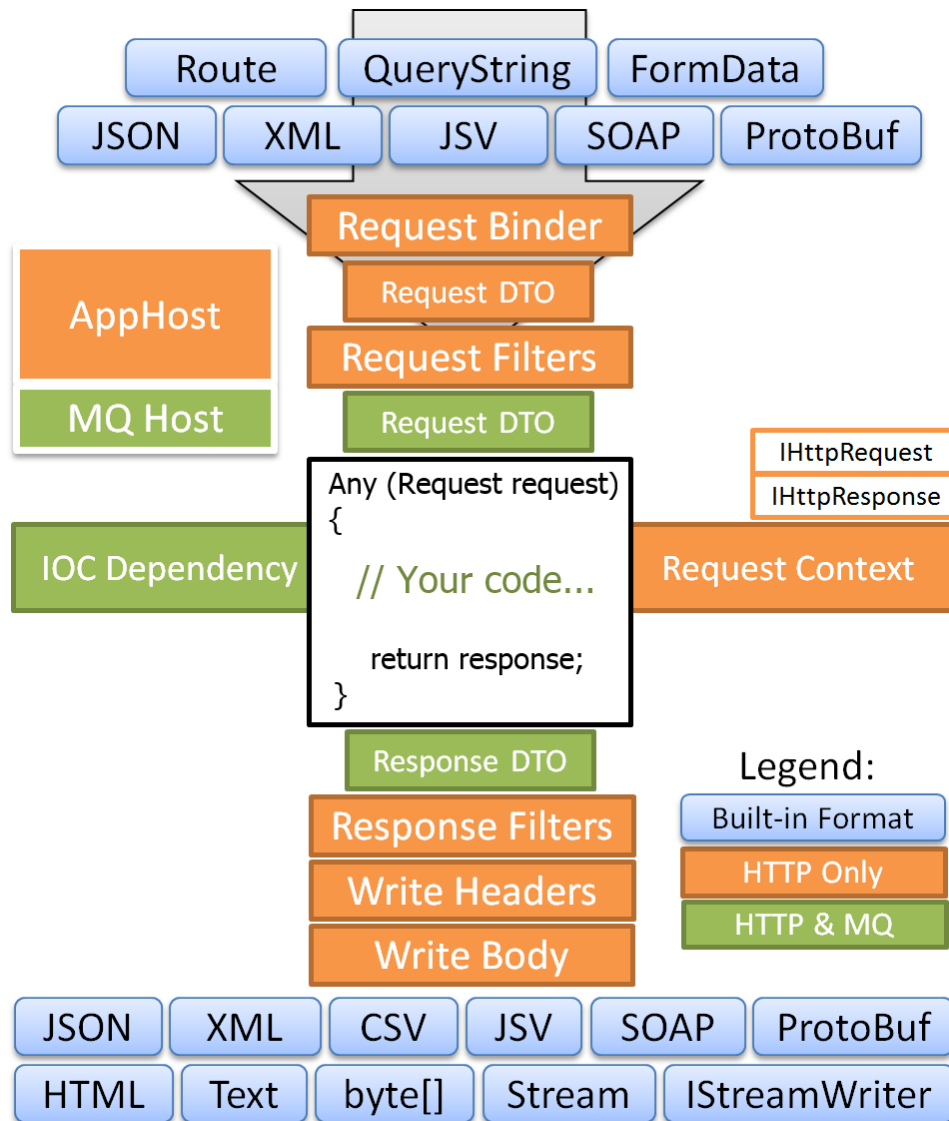 Route QueryString FormData
JSON XML JSV SOAP ProtoBuf
Request Binder
Request DTO
AppHost
Request Filters
MQ Host
Request DTO
IHttpRequest
IHttpResponse
Any (Request request)
{
IOC Dependency
// Your code...
Request Context
return response;
}
Response DTO
Legend:
Response Filters
Built-in Format
Write Headers
HTTP Only
Write Body
HTTP & MQ
JSON XML CSV JSV SOAP ProtoBuf
HTML Text byte[] Stream IStreamWriter